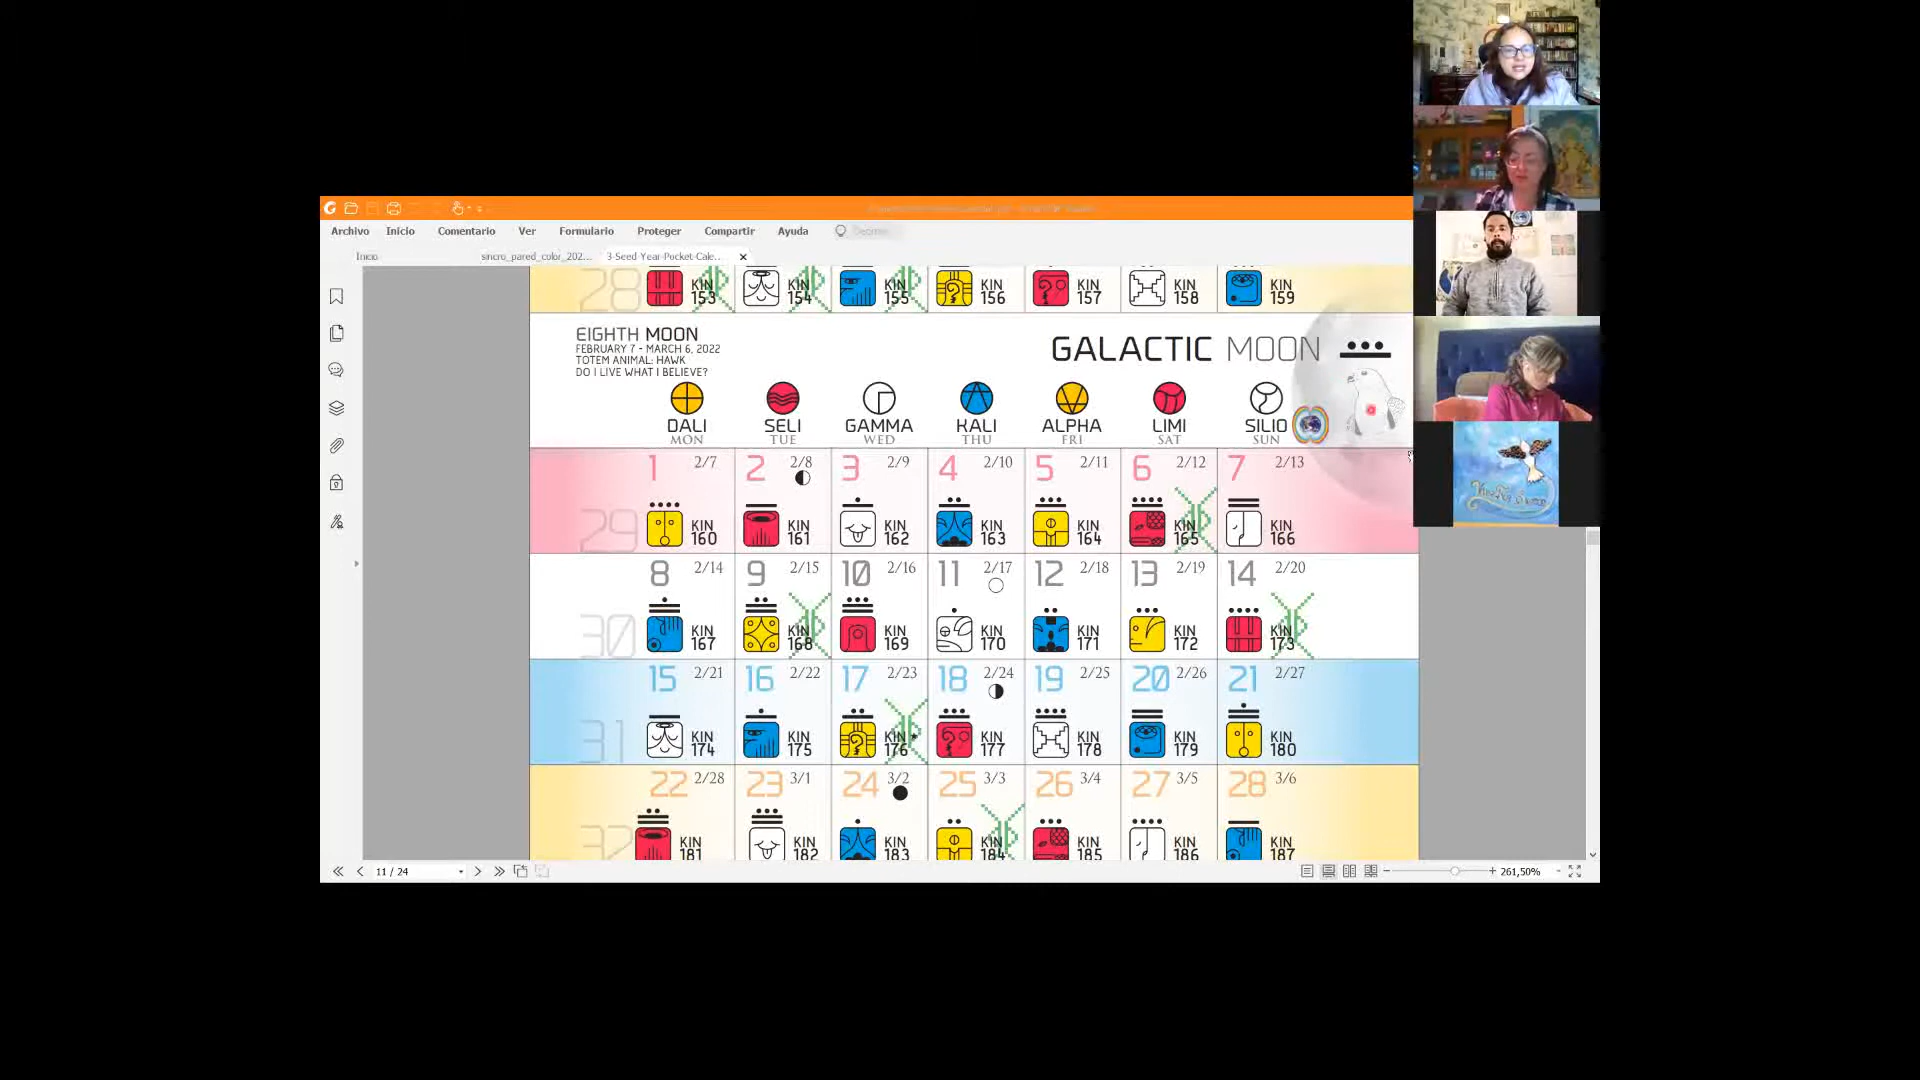 Archivo Inicio Comentario Ver Formulario Proteger Compartir Ayuda
Inicio sincro_pared_color_202... 3-Seed Year-Pocket-Cale...
28 KIN 153 KIN 154 KIN 155 KIN 156 KIN 157 KIN 158 KIN 159
EIGHTH MOON
FEBRUARY 7 - MARCH 6, 2022
TOTEM ANIMAL: HAWK
DO I LIVE WHAT I BELIEVE?
GALACTIC MOON
DALI SELI GAMMA KALI ALPHA LIMI SILIO
MON TUE WED THU FRI SAT SUN
1 2/7 2 2/8 3 2/9 4 2/10 5 2/11 6 2/12 7 2/13
29 KIN 160 KIN 161 KIN 162 KIN 163 KIN 164 KIN 165 KIN 166
8 2/14 9 2/15 10 2/16 11 2/17 12 2/18 13 2/19 14 2/20
30 KIN 167 KIN 168 KIN 169 KIN 170 KIN 171 KIN 172 KIN 173
15 2/21 16 2/22 17 2/23 18 2/24 19 2/25 20 2/26 21 2/27
31 KIN 174 KIN 175 KIN 176 * KIN 177 KIN 178 KIN 179 KIN 180
22 2/28 23 3/1 24 3/2 25 3/3 26 3/4 27 3/5 28 3/6
32 KIN 181 KIN 182 KIN 183 KIN 184 KIN 185 KIN 186 KIN 187
11 / 24 261,50%